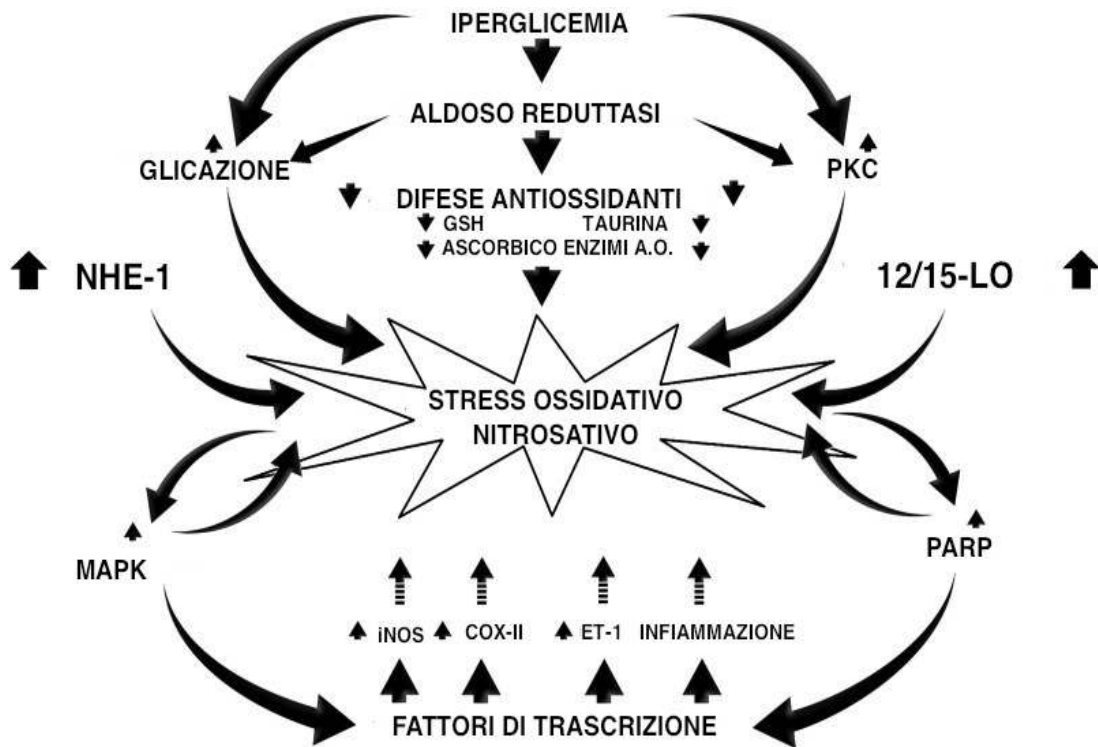 IPERGLICEMIA
ALDOSO REDUTTASI
GLICAZIONE
PKC
DIFESE ANTIOSSIDANTI
GSH TAURINA
ASCORBICO ENZIMI A.O.
NHE-1
12/15-LO
STRESS OSSIDATIVO
NITROSATIVO
MAPK
PARP
iNOS COX-II ET-1 INFIAMMAZIONE
FATTORI DI TRASCRIZIONE